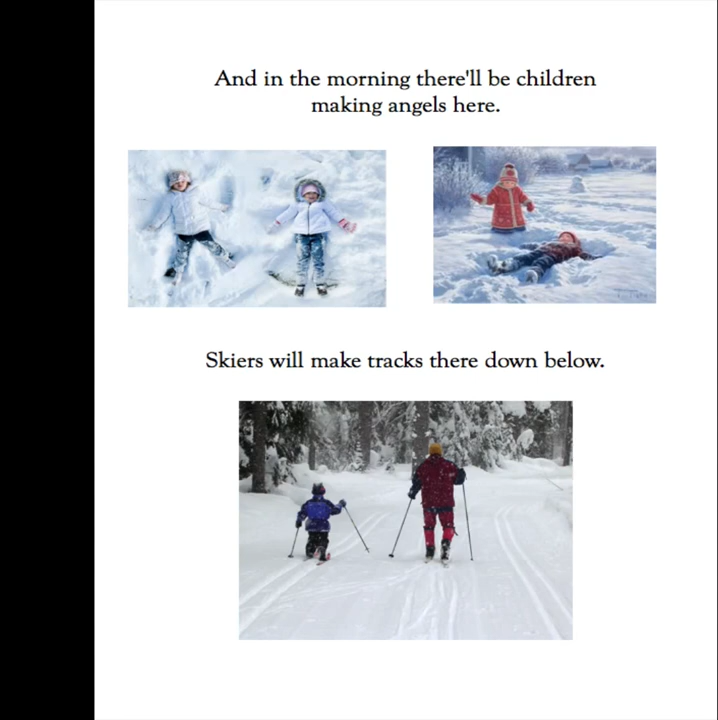 And in the morning there'll be children
making angels here.
Skiers will make tracks there down below.